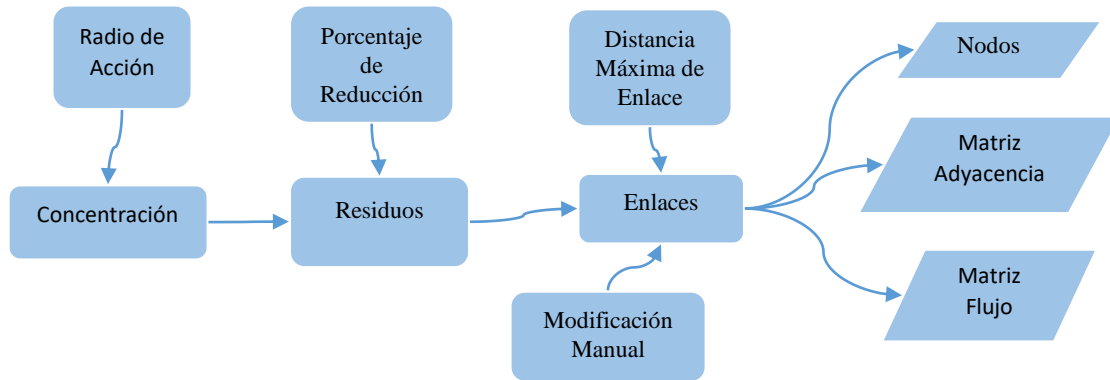 Radio de
Acción
Porcentaje
de
Reducción
Distancia
Máxima de
Enlace
Nodos
Matriz
Adyacencia
Concentración
Residuos
Enlaces
Matriz
Flujo
Modificación
Manual